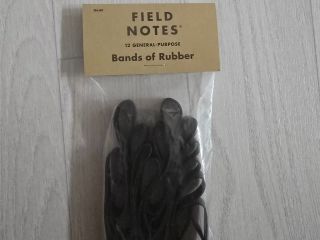 FIELD
NOTES
12 GENERAL-PURPOSE
Bands of Rubber